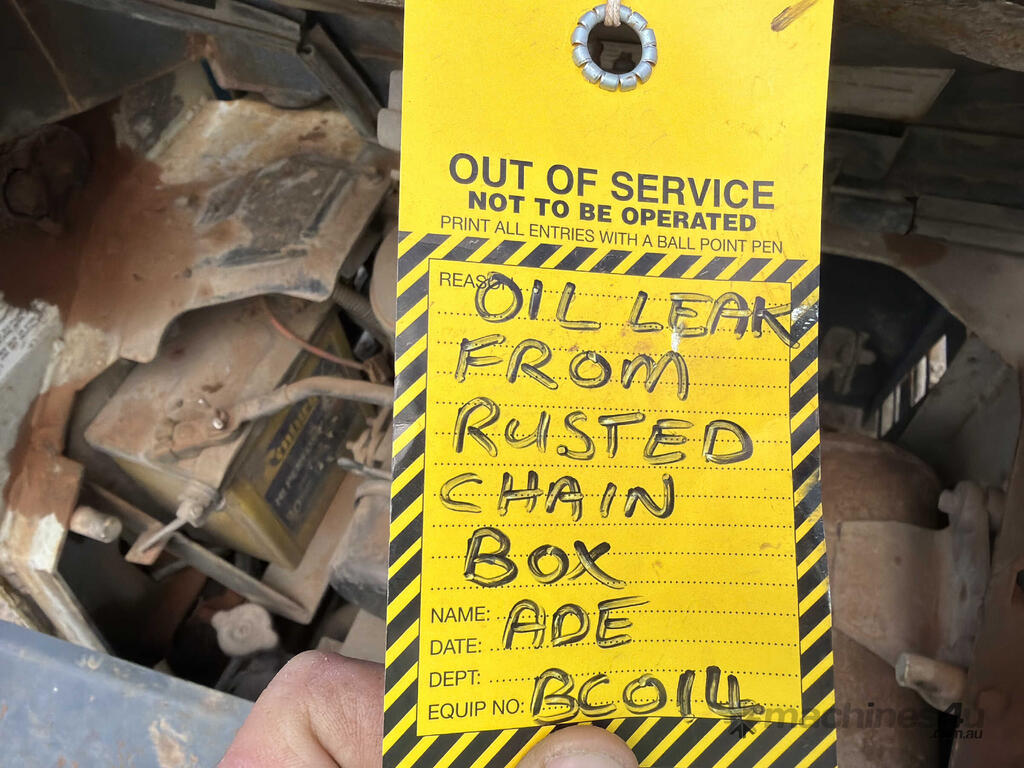 OUT OF SERVICE
NOT TO BE OPERATED
PRINT ALL ENTRIES WITH A BALL POINT PEN
REASON:
OIL LEAK
FROM
RUSTED
CHAIN
BOX
NAME: ADE
DATE:
DEPT:
EQUIP NO: BC014
machines4u
.com.au